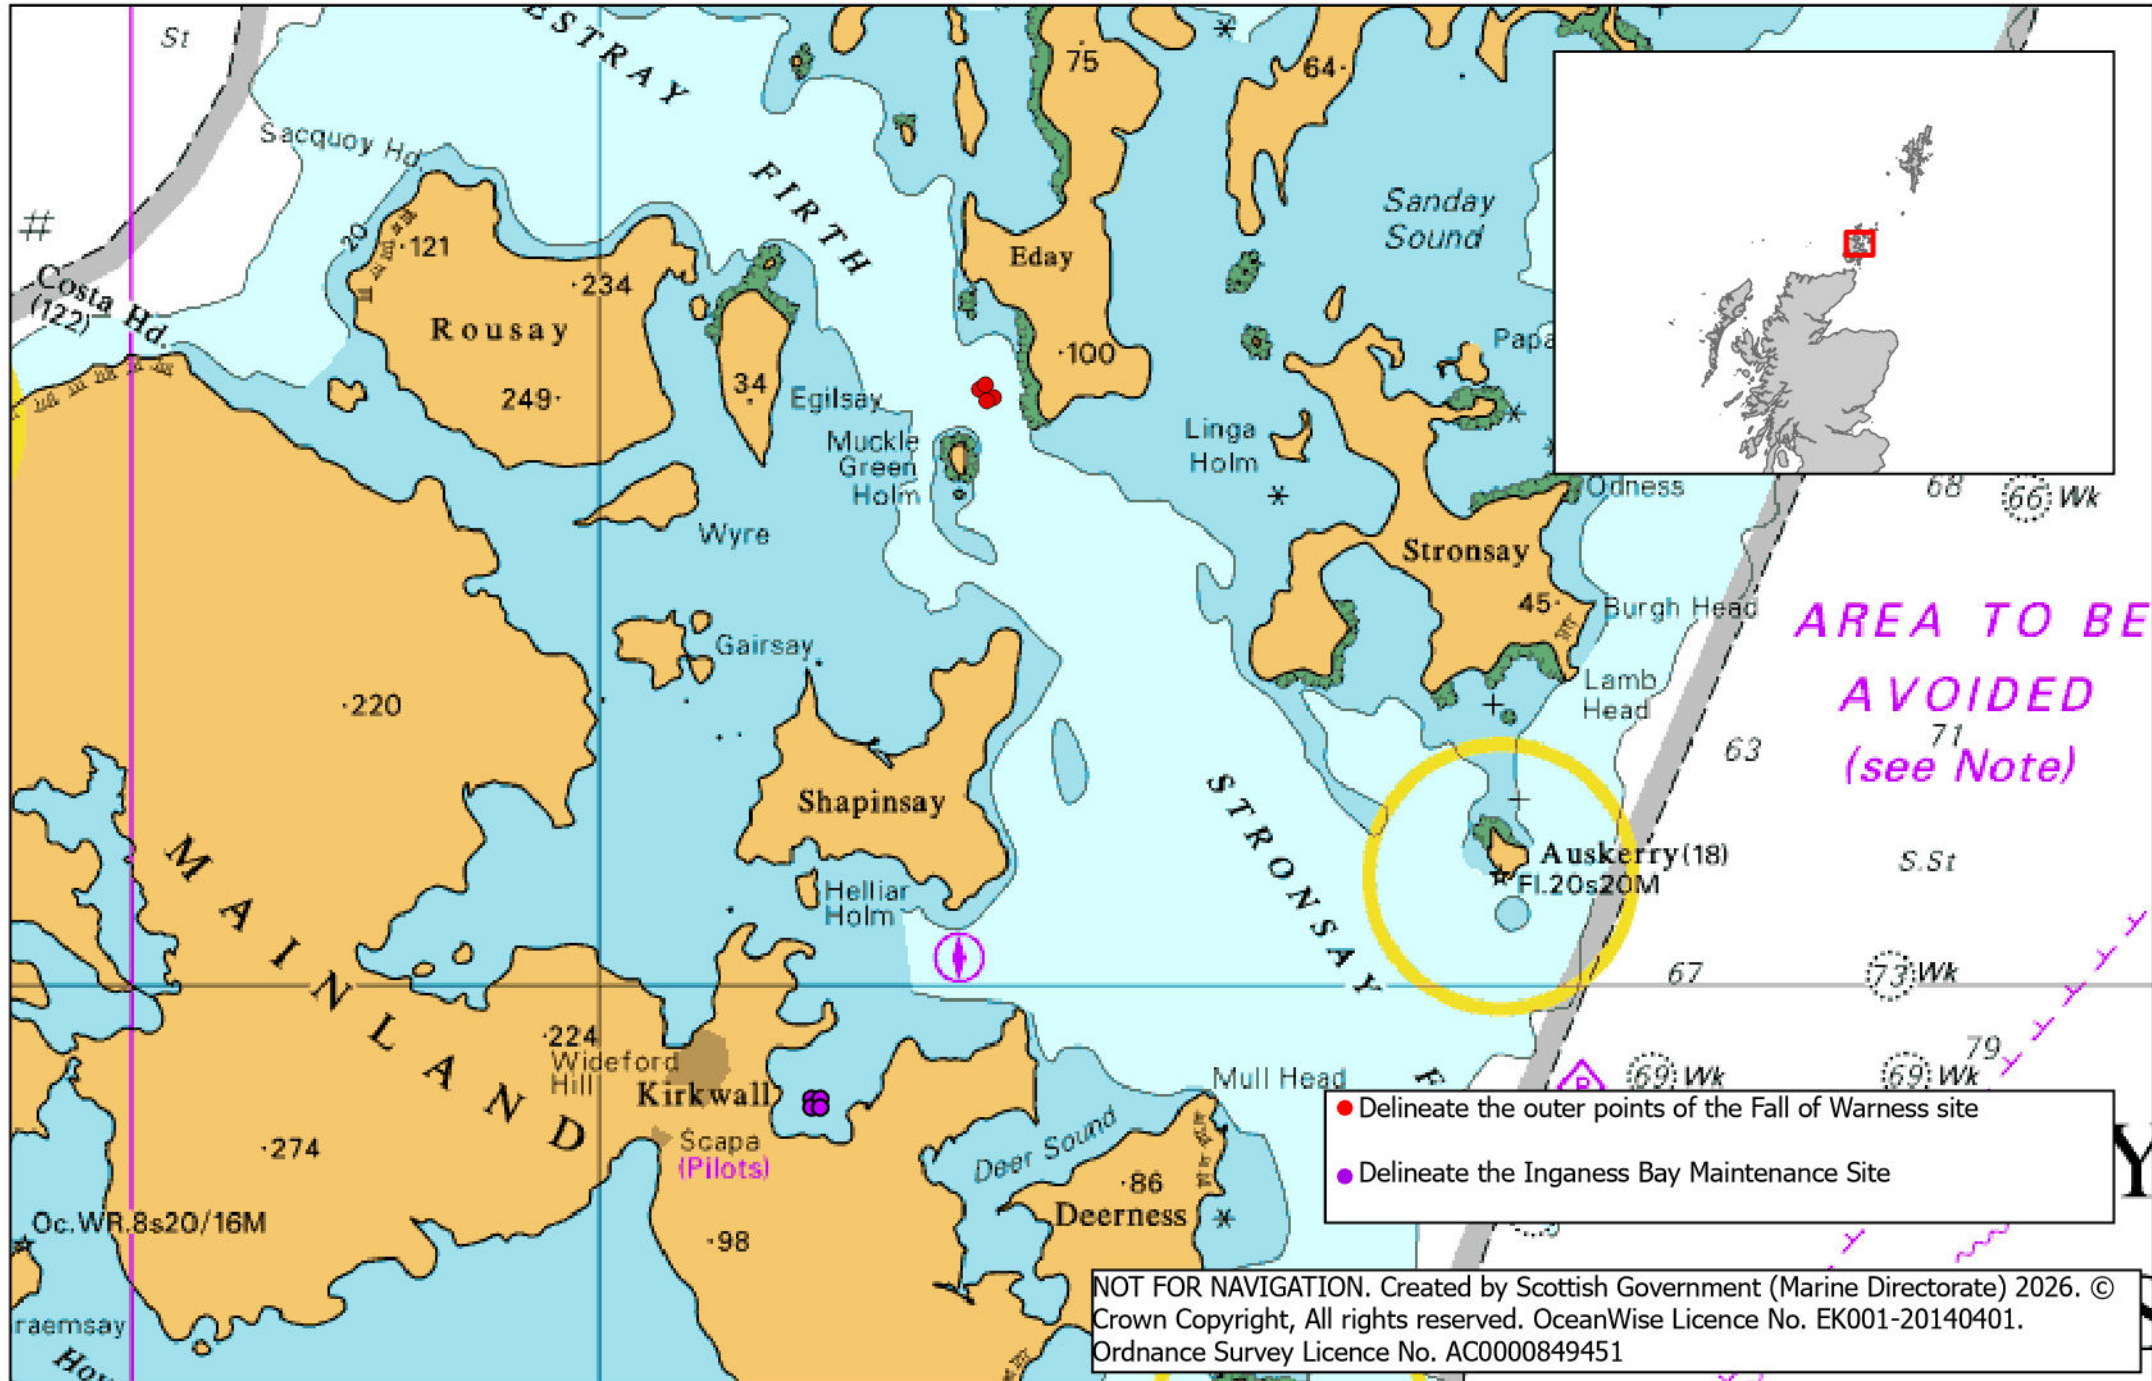 St
ESTRAY
FIRTH
75
64
Sacquoy Hd
20
121
234
Rousay
249
34
Egilsay
Eday
100
Sanday
Sound
Papa
#
Costa Hd.
(122)
Muckle
Green
Holm
Linga
Holm
Wyre
Odness
68
66 Wk
Stronsay
45
Burgh Head
Lamb
Head
AREA TO BE
AVOIDED
71
(see Note)
63
Gairsay
220
Shapinsay
Helliar
Holm
STRONSAY
F
Auskerry (18)
Fl.20s20M
S.St
67
73 Wk
MAINLAND
224
Wideford
Hill
Kirkwall
Scapa
(Pilots)
274
98
Deer Sound
86
Deerness
Mull Head
69 Wk
69 Wk
79
P
Oc.WR.8s20/16M
raemsay
Hoy
Y
Delineate the outer points of the Fall of Warness site
Delineate the Inganess Bay Maintenance Site
NOT FOR NAVIGATION. Created by Scottish Government (Marine Directorate) 2026. ©
Crown Copyright, All rights reserved. OceanWise Licence No. EK001-20140401.
Ordnance Survey Licence No. AC0000849451